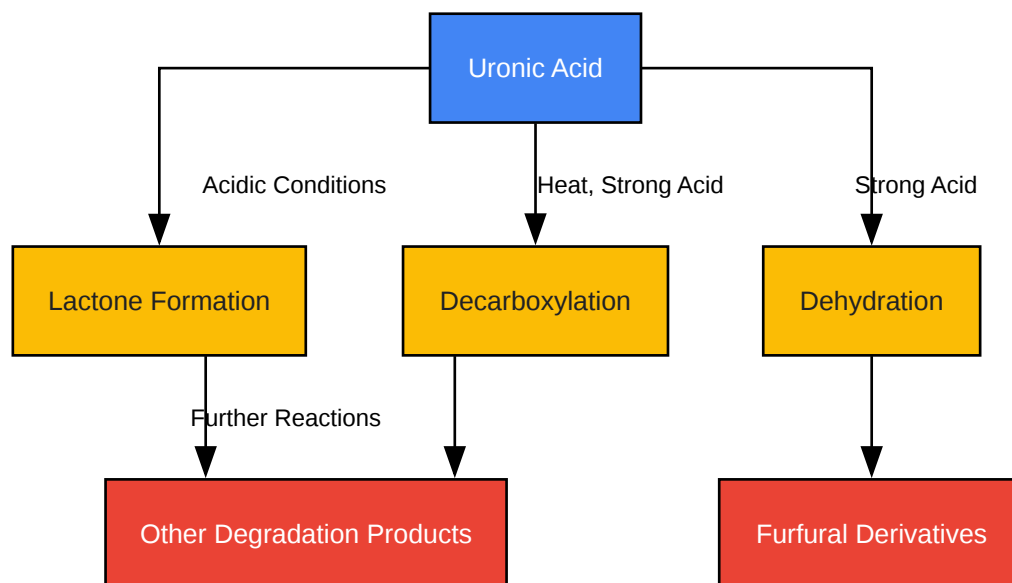 Uronic Acid
Acidic Conditions
Heat, Strong Acid
Strong Acid
Lactone Formation
Decarboxylation
Dehydration
Further Reactions
Other Degradation Products
Furfural Derivatives